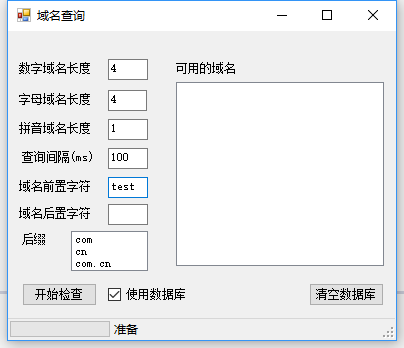 域名查询
数字域名长度 4
可用的域名
字母域名长度 4
拼音域名长度 1
查询间隔(ms) 100
域名前置字符 test
域名后置字符
后缀
com
cn
com.cn
开始检查
使用数据库
清空数据库
准备